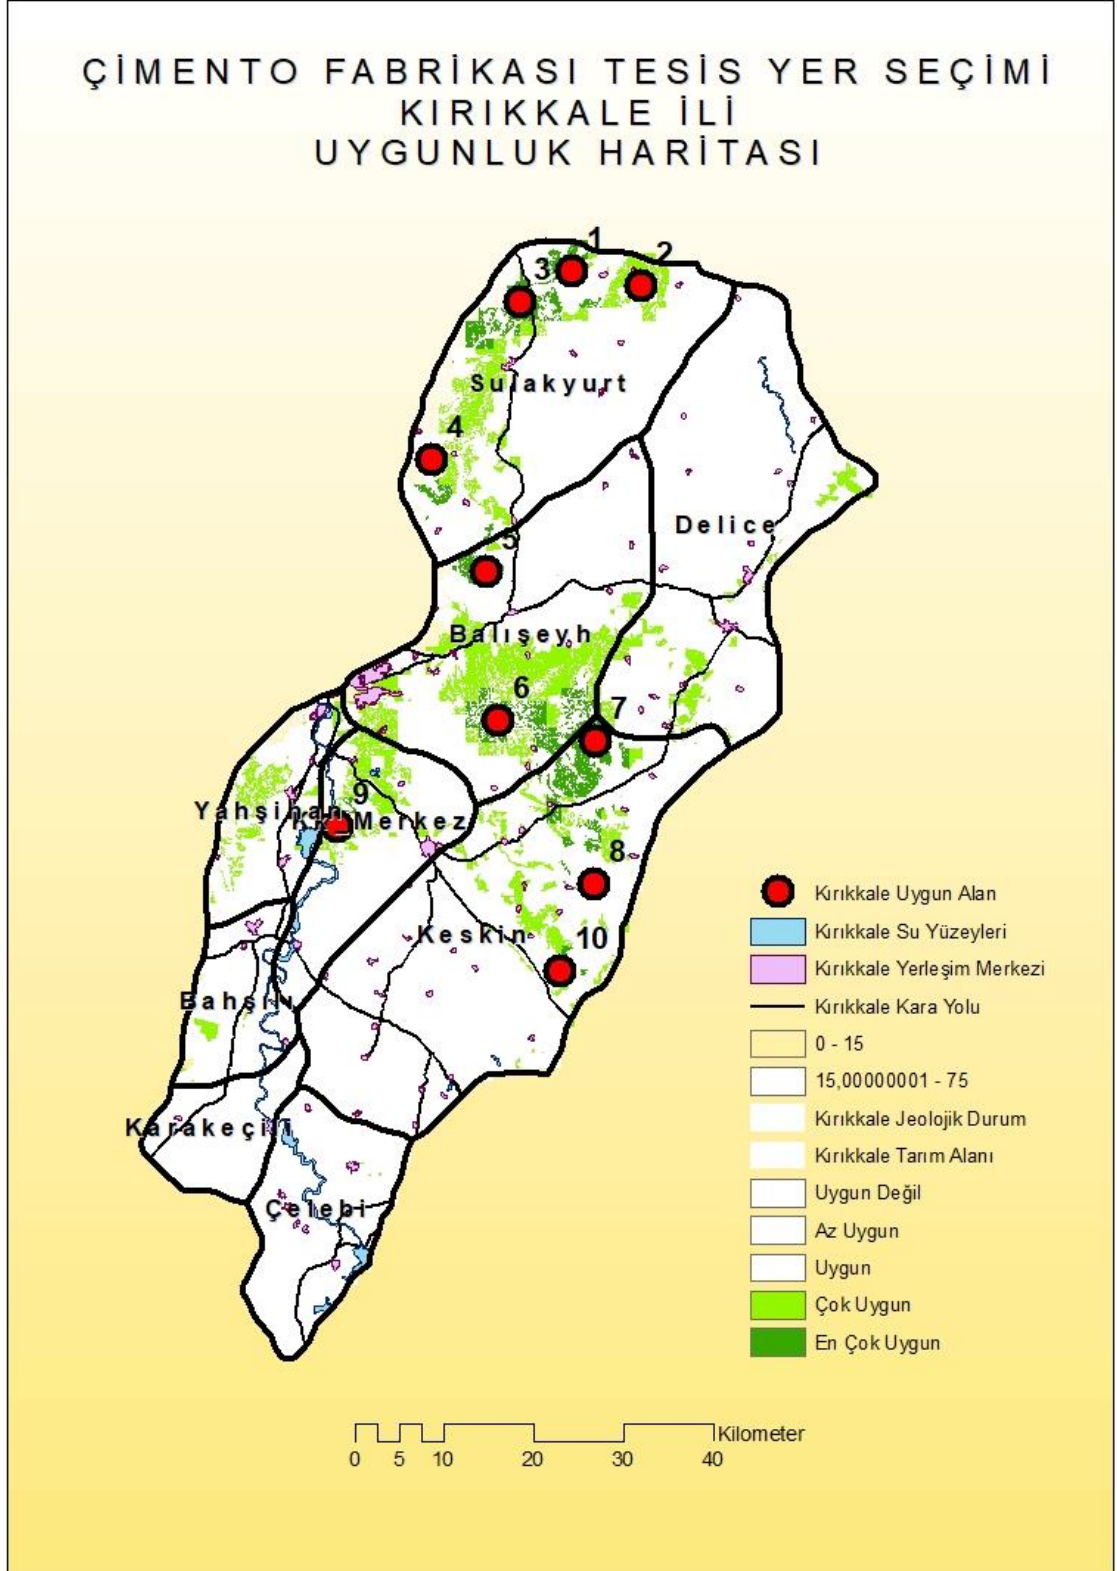 ÇİMENTO FABRİKASI TESİS YER SEÇİMİ
KIRIKKALE İLİ
UYGUNLUK HARİTASI
1
2
3
Sulakyurt
4
Delice
5
Balışeyh
6
7
9
Yahşihan
KK_Merkez
8
Keskin
10
Bahşılı
Karakeçili
Çelebi
Kırıkkale Uygun Alan
Kırıkkale Su Yüzeyleri
Kırıkkale Yerleşim Merkezi
Kırıkkale Kara Yolu
0 - 15
15,00000001 - 75
Kırıkkale Jeolojik Durum
Kırıkkale Tarım Alanı
Uygun Değil
Az Uygun
Uygun
Çok Uygun
En Çok Uygun
Kilometer
0 5 10 20 30 40